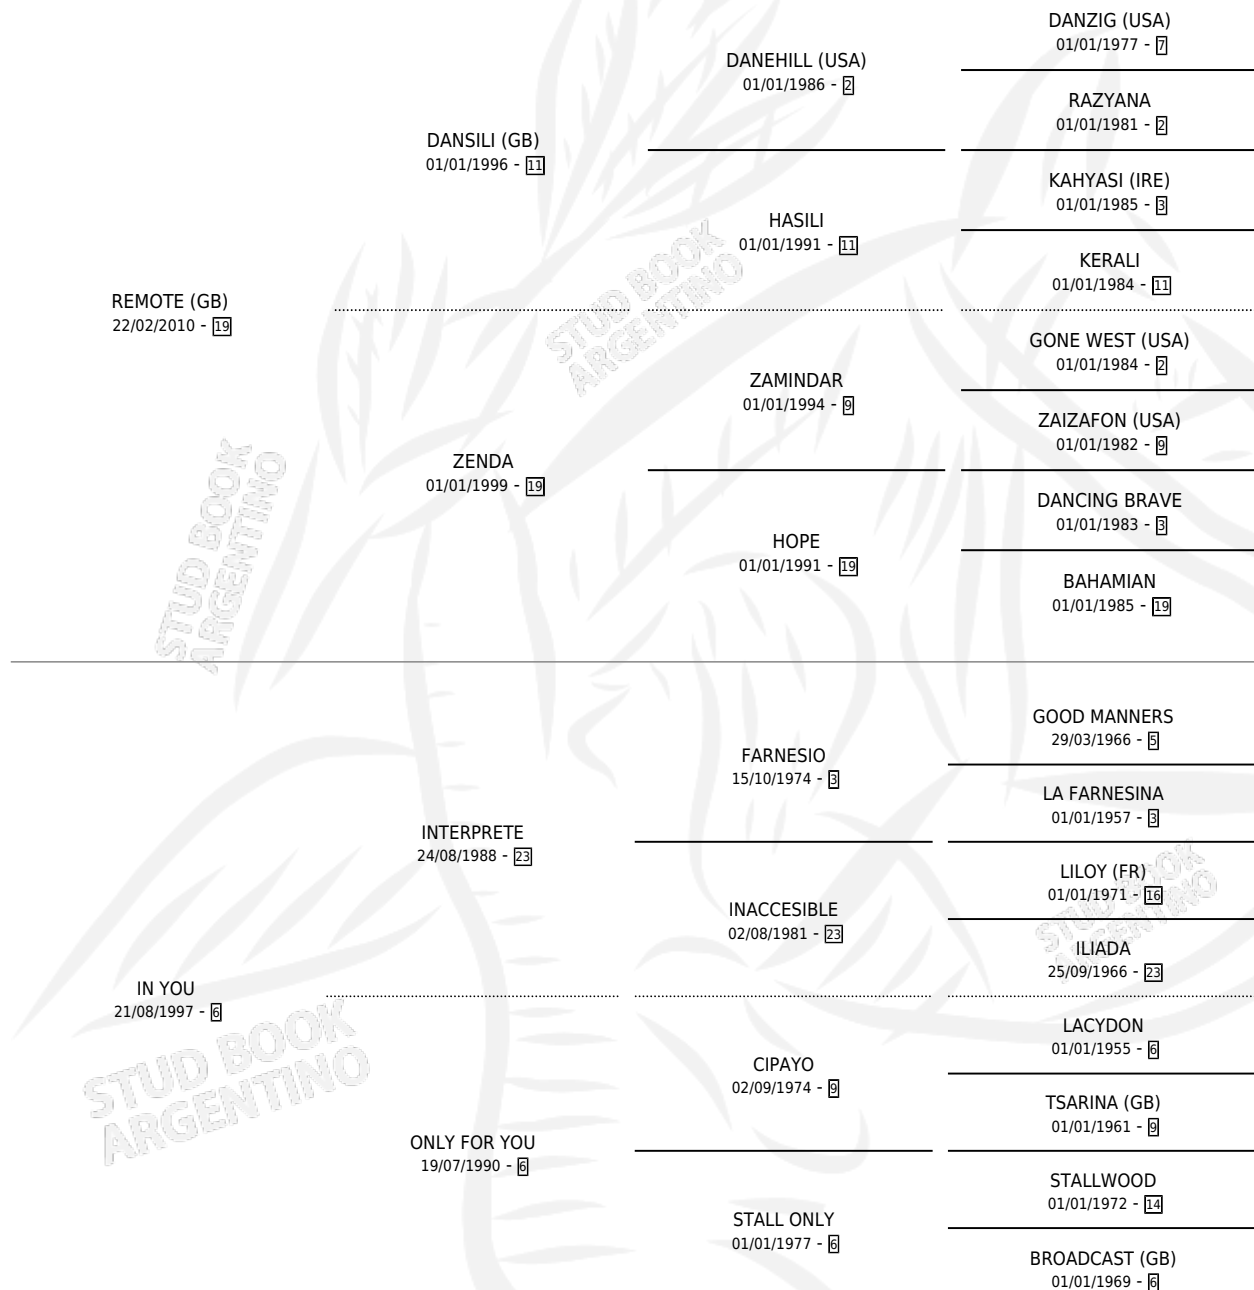 DANZIG (USA)
01/01/1977 - 7
DANEHILL (USA)
01/01/1986 - 2
RAZYANA
01/01/1981 - 2
DANSILI (GB)
01/01/1996 - 11
KAHYASI (IRE)
01/01/1985 - 3
HASILI
01/01/1991 - 11
KERALI
01/01/1984 - 11
REMOTE (GB)
22/02/2010 - 19
GONE WEST (USA)
01/01/1984 - 2
ZAMINDAR
01/01/1994 - 9
ZAIZAFON (USA)
01/01/1982 - 9
ZENDA
01/01/1999 - 19
DANCING BRAVE
01/01/1983 - 3
HOPE
01/01/1991 - 19
BAHAMIAN
01/01/1985 - 19
GOOD MANNERS
29/03/1966 - 5
FARNESIO
15/10/1974 - 3
LA FARNESINA
01/01/1957 - 3
INTERPRETE
24/08/1988 - 23
LILOY (FR)
01/01/1971 - 16
INACCESIBLE
02/08/1981 - 23
ILIADA
25/09/1966 - 23
IN YOU
21/08/1997 - 6
LACYDON
01/01/1955 - 6
CIPAYO
02/09/1974 - 9
TSARINA (GB)
01/01/1961 - 9
ONLY FOR YOU
19/07/1990 - 6
STALLWOOD
01/01/1972 - 14
STALL ONLY
01/01/1977 - 6
BROADCAST (GB)
01/01/1969 - 6
STUD BOOK
ARGENTINO
STUD BOOK
ARGENTINO
STUD BOOK
ARGENTINO
STUD BOOK
ARGENTINO